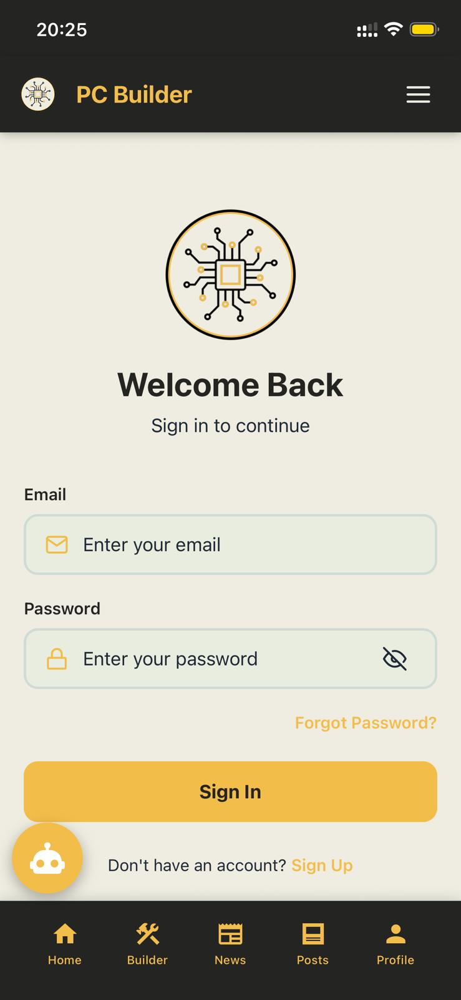 20:25
PC Builder
Welcome Back
Sign in to continue
Email
Enter your email
Password
Enter your password
Forgot Password?
Sign In
Don't have an account? Sign Up
Home Builder News Posts Profile